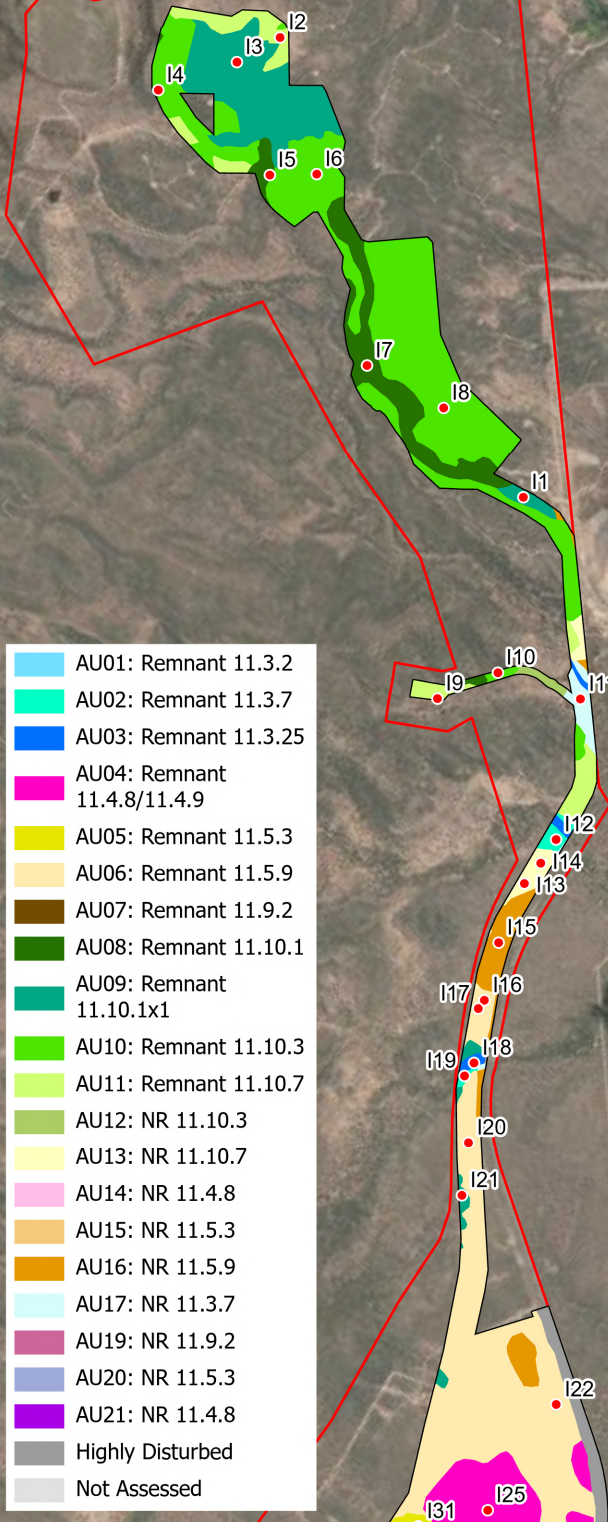 I2
I3
I4
I5
I6
I7
I8
I1
I10
I9
I12
I14
I13
I15
I16
I17
I18
I19
I20
I21
I22
I25
I31
AU01: Remnant 11.3.2
AU02: Remnant 11.3.7
AU03: Remnant 11.3.25
AU04: Remnant
11.4.8/11.4.9
AU05: Remnant 11.5.3
AU06: Remnant 11.5.9
AU07: Remnant 11.9.2
AU08: Remnant 11.10.1
AU09: Remnant
11.10.1x1
AU10: Remnant 11.10.3
AU11: Remnant 11.10.7
AU12: NR 11.10.3
AU13: NR 11.10.7
AU14: NR 11.4.8
AU15: NR 11.5.3
AU16: NR 11.5.9
AU17: NR 11.3.7
AU19: NR 11.9.2
AU20: NR 11.5.3
AU21: NR 11.4.8
Highly Disturbed
Not Assessed